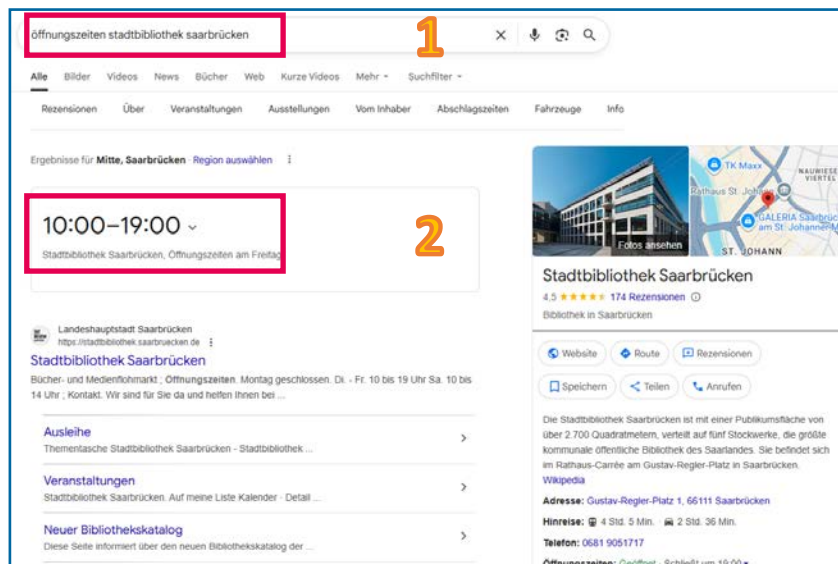 öffnungszeiten stadtbibliothek saarbrücken
1
Alle Bilder Videos News Bücher Web Kurze Videos Mehr Suchfilter
Rezensionen Über Veranstaltungen Ausstellungen Vom Inhaber Abschlagszeiten Fahrzeuge Info
Ergebnisse für Mitte, Saarbrücken · Region auswählen
10:00–19:00
Stadtbibliothek Saarbrücken, Öffnungszeiten am Freitag
2
Landeshauptstadt Saarbrücken
https://stadtbibliothek.saarbruecken.de
Stadtbibliothek Saarbrücken
Bücher- und Medienflohmarkt ; Öffnungszeiten. Montag geschlossen. Di. - Fr. 10 bis 19 Uhr Sa. 10 bis
14 Uhr ; Kontakt. Wir sind für Sie da und helfen Ihnen bei ...
Ausleihe
Thementasche Stadtbibliothek Saarbrücken - Stadtbibliothek ...
Veranstaltungen
Stadtbibliothek Saarbrücken. Auf meine Liste Kalender · Detail ...
Neuer Bibliothekskatalog
Diese Seite informiert über den neuen Bibliothekskatalog der ...
Fotos ansehen
TK Maxx
NAUWIESE
VIERTEL
Rathaus St. Johann
GALERIA Saarbrüc
am St. Johanner M
ST. JOHANN
Stadtbibliothek Saarbrücken
4,5 174 Rezensionen
Bibliothek in Saarbrücken
Website Route Rezensionen
Speichern Teilen Anrufen
Die Stadtbibliothek Saarbrücken ist mit einer Publikumsfläche von
über 2.700 Quadratmetern, verteilt auf fünf Stockwerke, die größte
kommunale öffentliche Bibliothek des Saarlandes. Sie befindet sich
im Rathaus-Carrée am Gustav-Regler-Platz in Saarbrücken.
Wikipedia
Adresse: Gustav-Regler-Platz 1, 66111 Saarbrücken
Hinreise: 4 Std. 5 Min. · 2 Std. 36 Min.
Telefon: 0681 9051717
Öffnungszeiten: Geöffnet · Schließt um 19:00